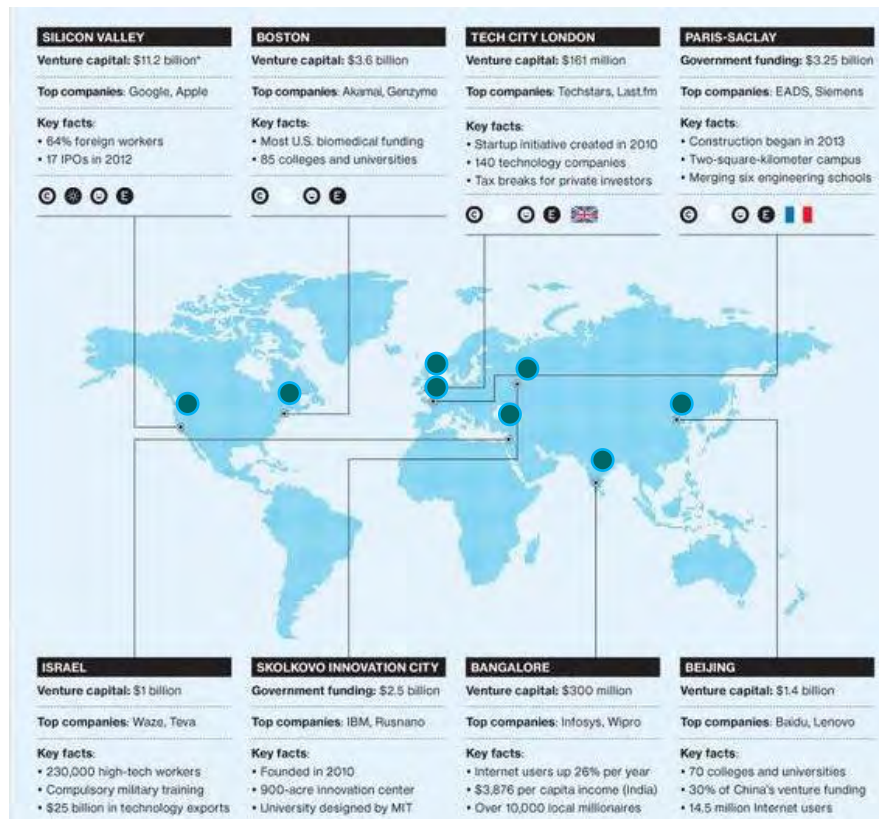 SILICON VALLEY
Venture capital: $11.2 billion*
Top companies: Google, Apple
Key facts:
• 64% foreign workers
• 17 IPOs in 2012
C E
BOSTON
Venture capital: $3.6 billion
Top companies: Akamai, Genzyme
Key facts:
• Most U.S. biomedical funding
• 85 colleges and universities
C E
TECH CITY LONDON
Venture capital: $161 million
Top companies: Techstars, Last.fm
Key facts:
• Startup initiative created in 2010
• 140 technology companies
• Tax breaks for private investors
C E
PARIS-SACLAY
Government funding: $3.25 billion
Top companies: EADS, Siemens
Key facts:
• Construction began in 2013
• Two-square-kilometer campus
• Merging six engineering schools
C E
ISRAEL
Venture capital: $1 billion
Top companies: Waze, Teva
Key facts:
• 230,000 high-tech workers
• Compulsory military training
• $25 billion in technology exports
SKOLKOVO INNOVATION CITY
Government funding: $2.5 billion
Top companies: IBM, Rusnano
Key facts:
• Founded in 2010
• 900-acre innovation center
• University designed by MIT
BANGALORE
Venture capital: $300 million
Top companies: Infosys, Wipro
Key facts:
• Internet users up 26% per year
• $3,876 per capita income (India)
• Over 10,000 local millionaires
BEIJING
Venture capital: $1.4 billion
Top companies: Baidu, Lenovo
Key facts:
• 70 colleges and universities
• 30% of China's venture funding
• 14.5 million Internet users